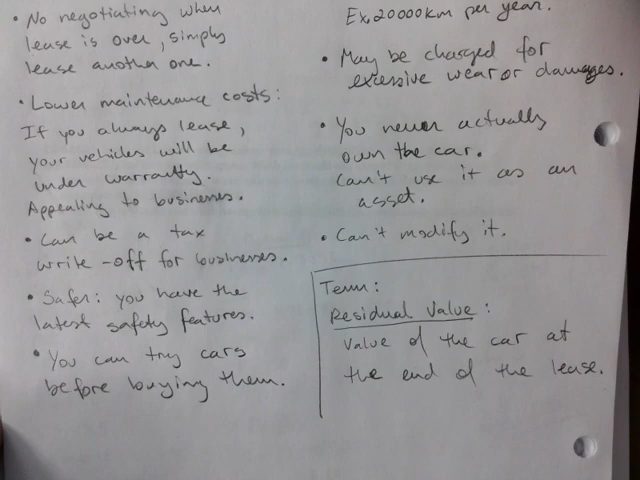 • No negotiating when
lease is over, simply
lease another one.
• Lower maintenance costs:
If you always lease,
your vehicles will be
under warranty.
Appealing to businesses.
• Can be a tax
write-off for businesses.
• Safer: you have the
latest safety features.
• You can try cars
before buying them.
Ex. 20000km per year.
• May be charged for
excessive wear or damages.
• You never actually
own the car.
Can't use it as an
asset.
• Can't modify it.
Term:
Residual Value:
Value of the car at
the end of the lease.